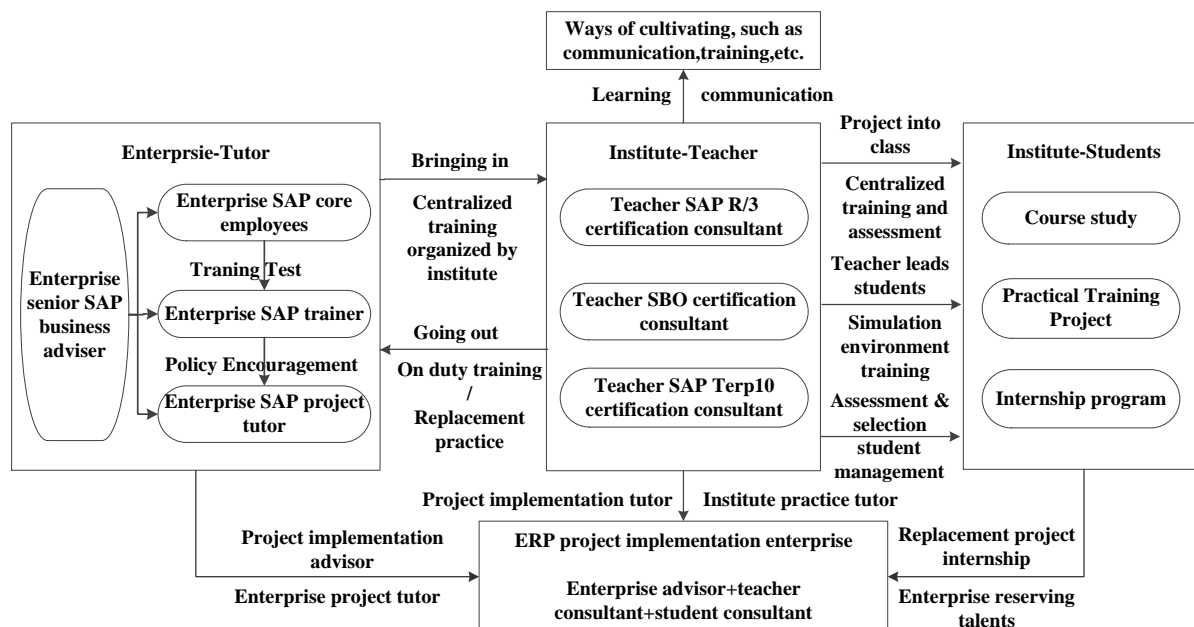 Ways of cultivating, such as
communication,training,etc.
Learning communication
Enterprsie-Tutor
Enterprise
senior SAP
business
adviser
Enterprise SAP core
employees
Traning Test
Enterprise SAP trainer
Policy Encouragement
Enterprise SAP project
tutor
Bringing in
Centralized
training
organized by
institute
Going out
On duty training
/
Replacement
practice
Institute-Teacher
Teacher SAP R/3
certification consultant
Teacher SBO certification
consultant
Teacher SAP Terp10
certification consultant
Project into
class
Centralized
training and
assessment
Teacher leads
students
Simulation
environment
training
Assessment &
selection
student
management
Institute-Students
Course study
Practical Training
Project
Internship program
Project implementation
advisor
Enterprise project tutor
Project implementation tutor
Institute practice tutor
ERP project implementation enterprise
Enterprise advisor+teacher
consultant+student consultant
Replacement project
internship
Enterprise reserving
talents